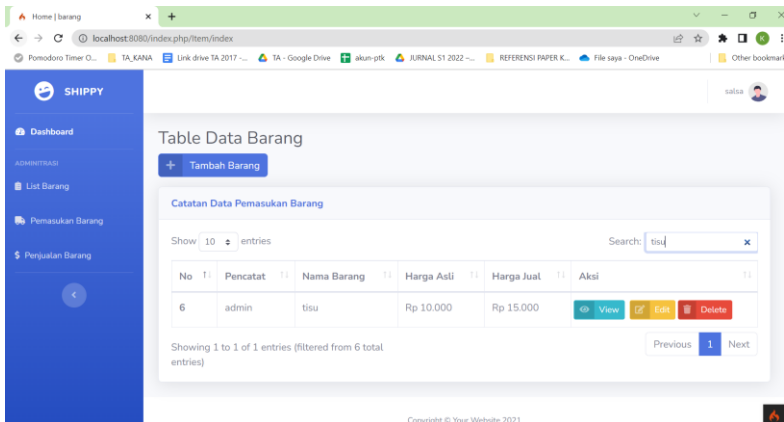 Home | barang
localhost:8080/index.php/Item/index
Pomodoro Timer O... TA_KANA Link drive TA 2017 -... TA - Google Drive akun-ptk JURNAL S1 2022 -... REFERENSI PAPER K... File saya - OneDrive Other bookmark
K
SHIPPY
salsa
Dashboard
ADMINITRASI
List Barang
Pemasukan Barang
Penjualan Barang
Table Data Barang
+ Tambah Barang
Catatan Data Pemasukan Barang
Show 10 entries
Search: tisu
No Pencatat Nama Barang Harga Asli Harga Jual Aksi
6 admin tisu Rp 10.000 Rp 15.000 View Edit Delete
Showing 1 to 1 of 1 entries (filtered from 6 total
entries)
Previous 1 Next
Copyright © Your Website 2021